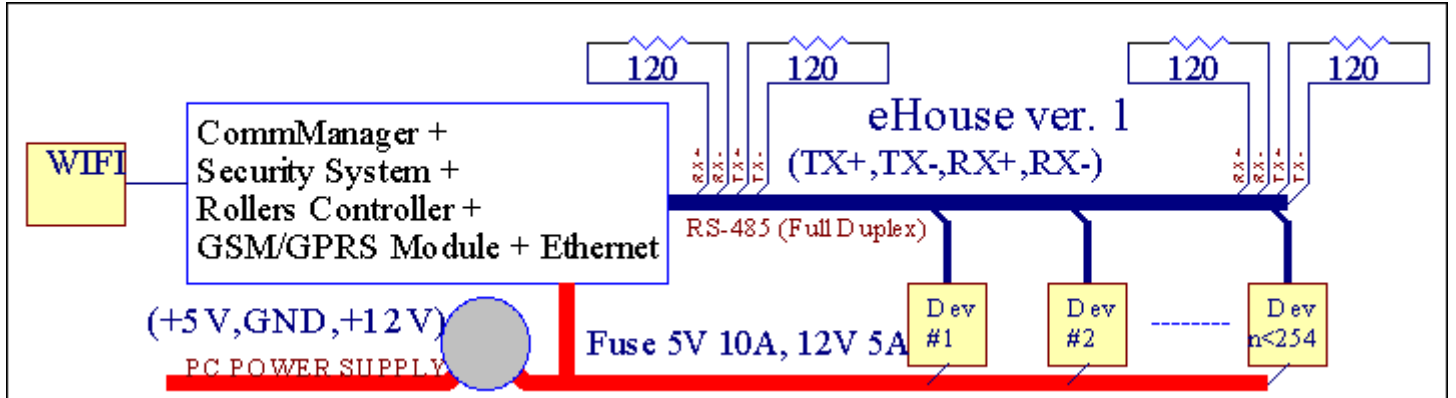 120
120
120
120
eHouse ver. 1
(TX+,TX-,RX+,RX-)
RX+
RX-
TX+
TX-
RX+
RX-
TX+
TX-
WIFI
CommManager +
Security System +
Rollers Controller +
GSM/GPRS Module + Ethernet
RS-485 (Full Duplex)
(+5V,GND,+12V)
PC POWER SUPPLY
Fuse 5V 10A, 12V 5A
Dev
#1
Dev
#2
Dev
n<254